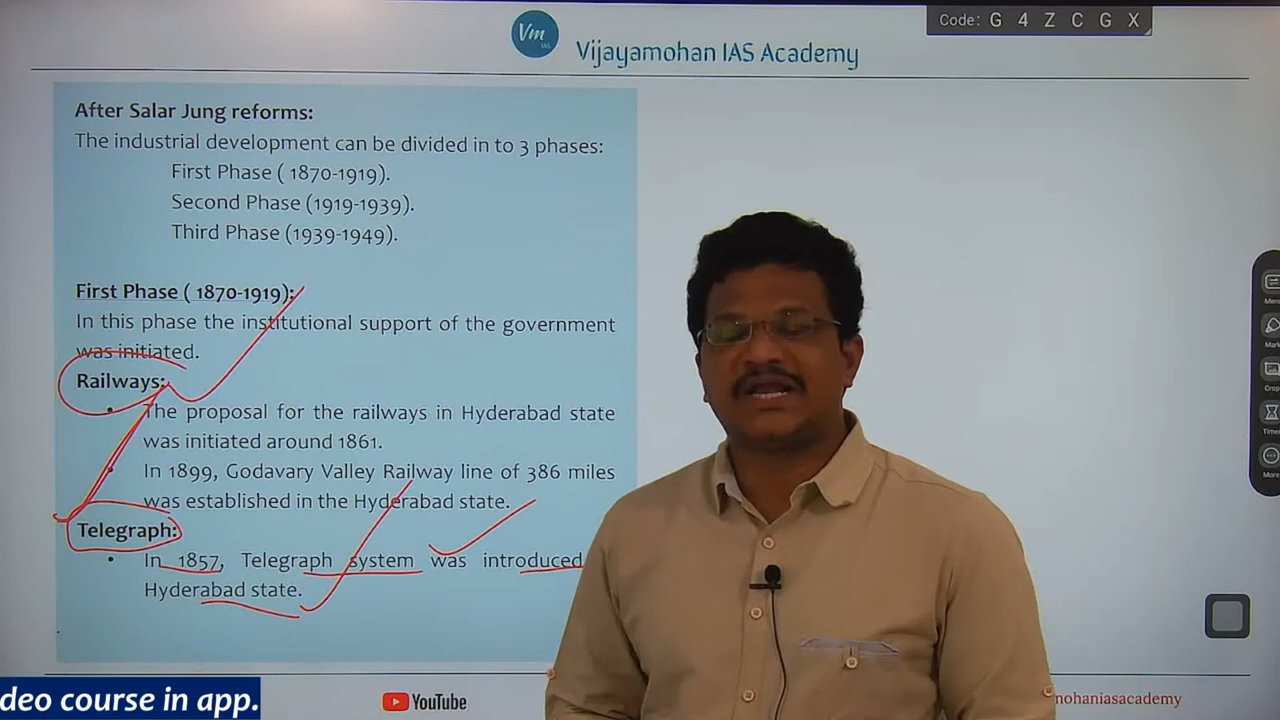 Code: G 4 Z C G X
Vm
IAS
Vijayamohan IAS Academy
After Salar Jung reforms:
The industrial development can be divided in to 3 phases:
First Phase ( 1870-1919).
Second Phase (1919-1939).
Third Phase (1939-1949).
First Phase ( 1870-1919):
In this phase the institutional support of the government
was initiated.
Railways:
• The proposal for the railways in Hyderabad state
was initiated around 1861.
• In 1899, Godavary Valley Railway line of 386 miles
was established in the Hyderabad state.
Telegraph:
• In 1857, Telegraph system was introduced
Hyderabad state.
Crop
More
deo course in app.
YouTube
nohaniasacademy